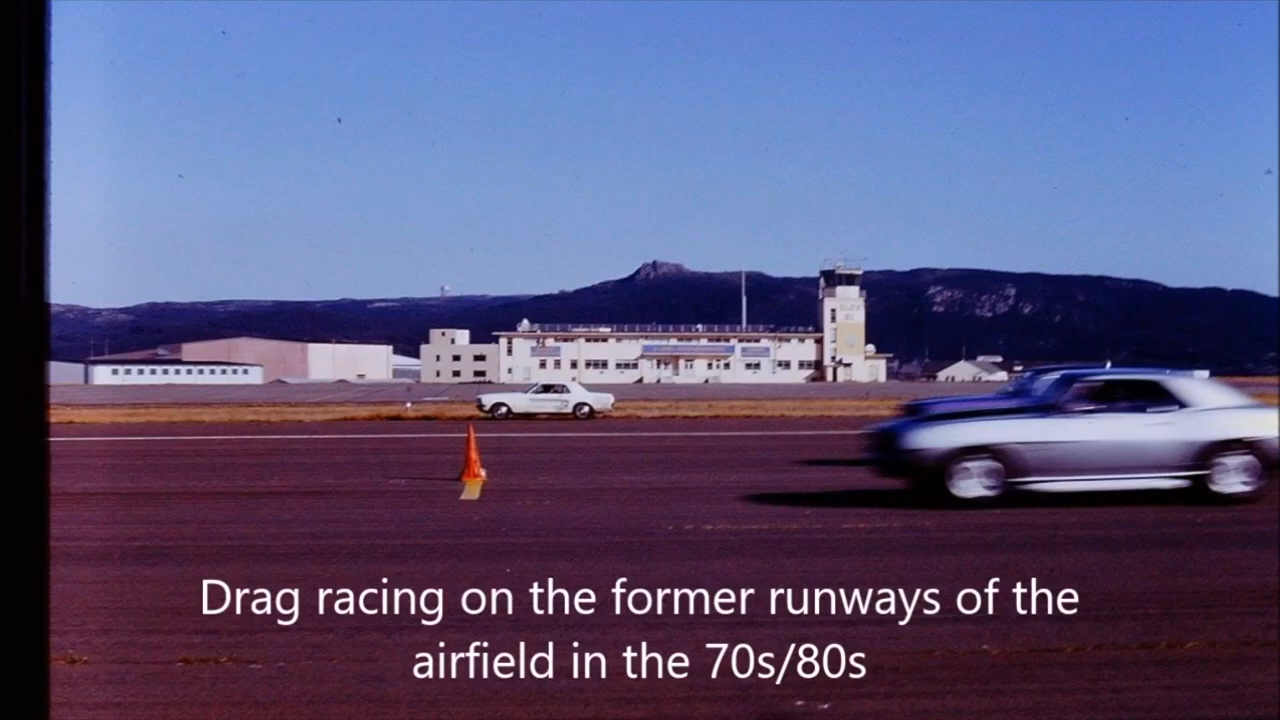 Drag racing on the former runways of the
airfield in the 70s/80s